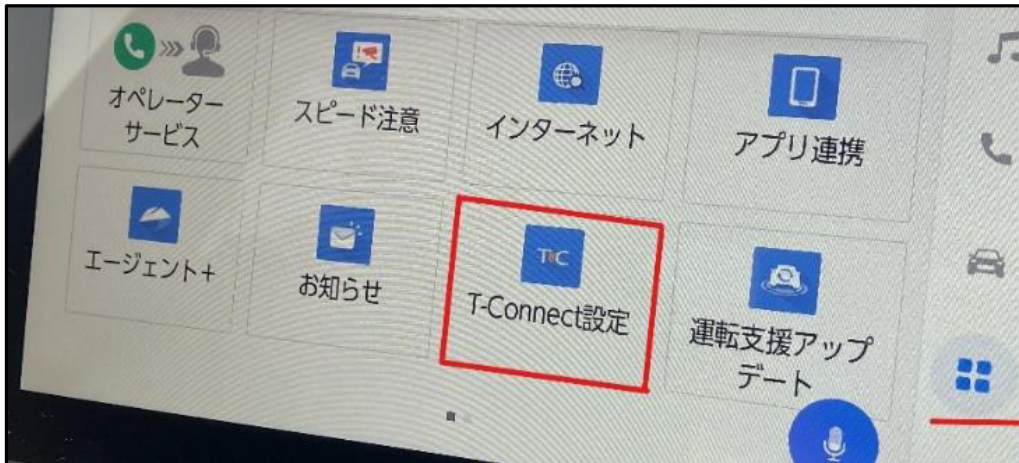 オペレーター
サービス
スピード注意
インターネット
アプリ連携
エージェント+
お知らせ
T-Connect設定
運転支援アップ
デート